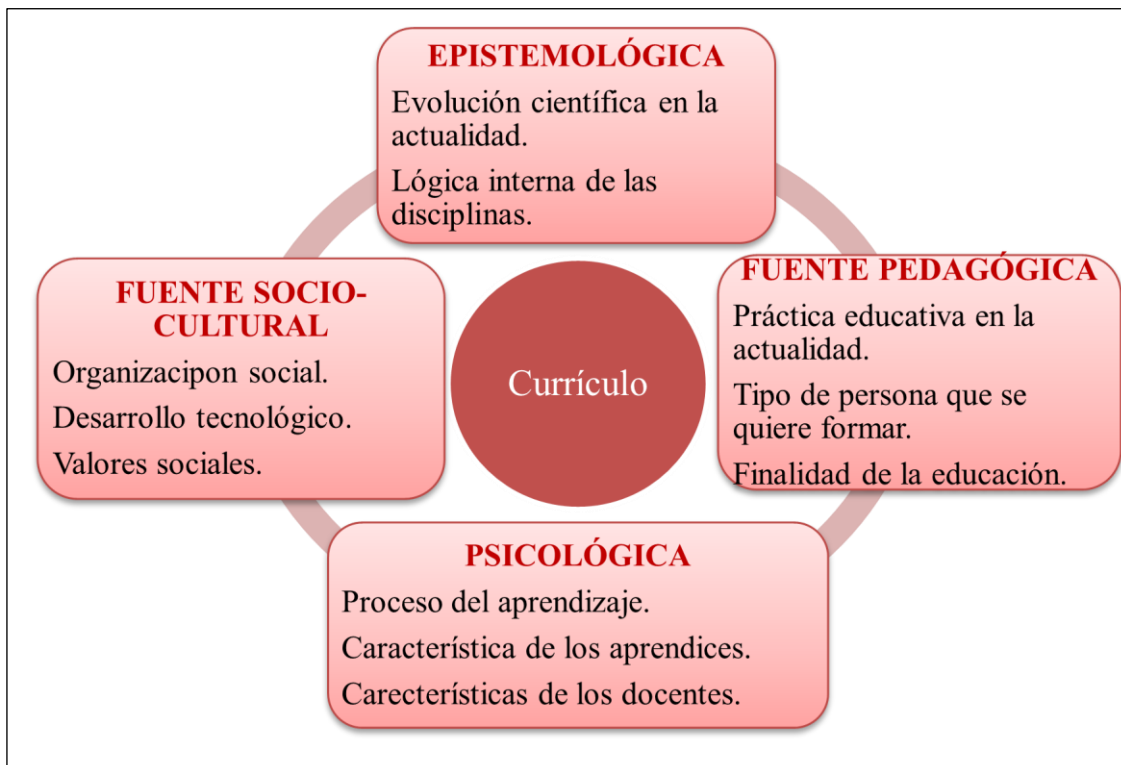 EPISTEMOLÓGICA
Evolución científica en la
actualidad.
Lógica interna de las
disciplinas.
FUENTE PEDAGÓGICA
Práctica educativa en la
actualidad.
Tipo de persona que se
quiere formar.
Finalidad de la educación.
PSICOLÓGICA
Proceso del aprendizaje.
Característica de los aprendices.
Carecterísticas de los docentes.
FUENTE SOCIO-
CULTURAL
Organizacipon social.
Desarrollo tecnológico.
Valores sociales.
Currículo